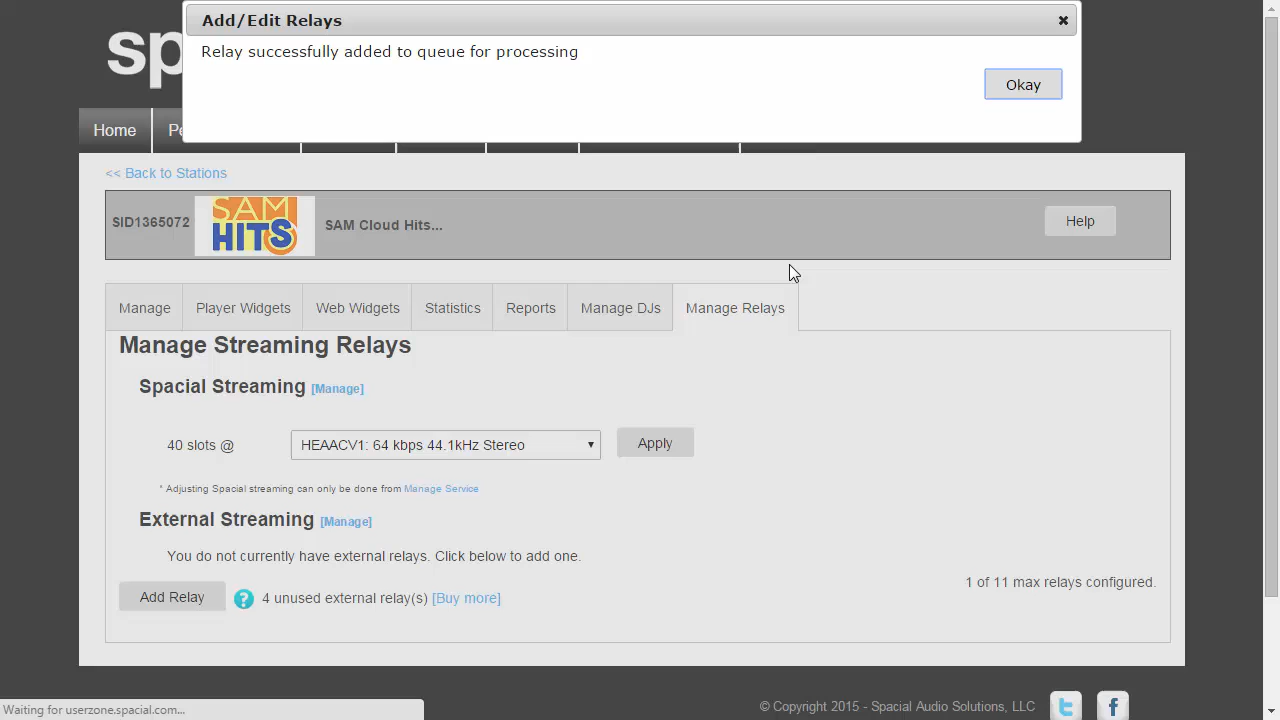 Add/Edit Relays
Relay successfully added to queue for processing
Okay
sp
Home
Pe
<< Back to Stations
SID1365072
SAM
HITS
SAM Cloud Hits...
Help
Manage
Player Widgets
Web Widgets
Statistics
Reports
Manage DJs
Manage Relays
Manage Streaming Relays
Spacial Streaming [Manage]
40 slots @
HEAACV1: 64 kbps 44.1kHz Stereo
Apply
* Adjusting Spacial streaming can only be done from Manage Service
External Streaming [Manage]
You do not currently have external relays. Click below to add one.
1 of 11 max relays configured.
Add Relay
?
4 unused external relay(s) [Buy more]
Waiting for userzone.spacial.com...
© Copyright 2015 - Spacial Audio Solutions, LLC